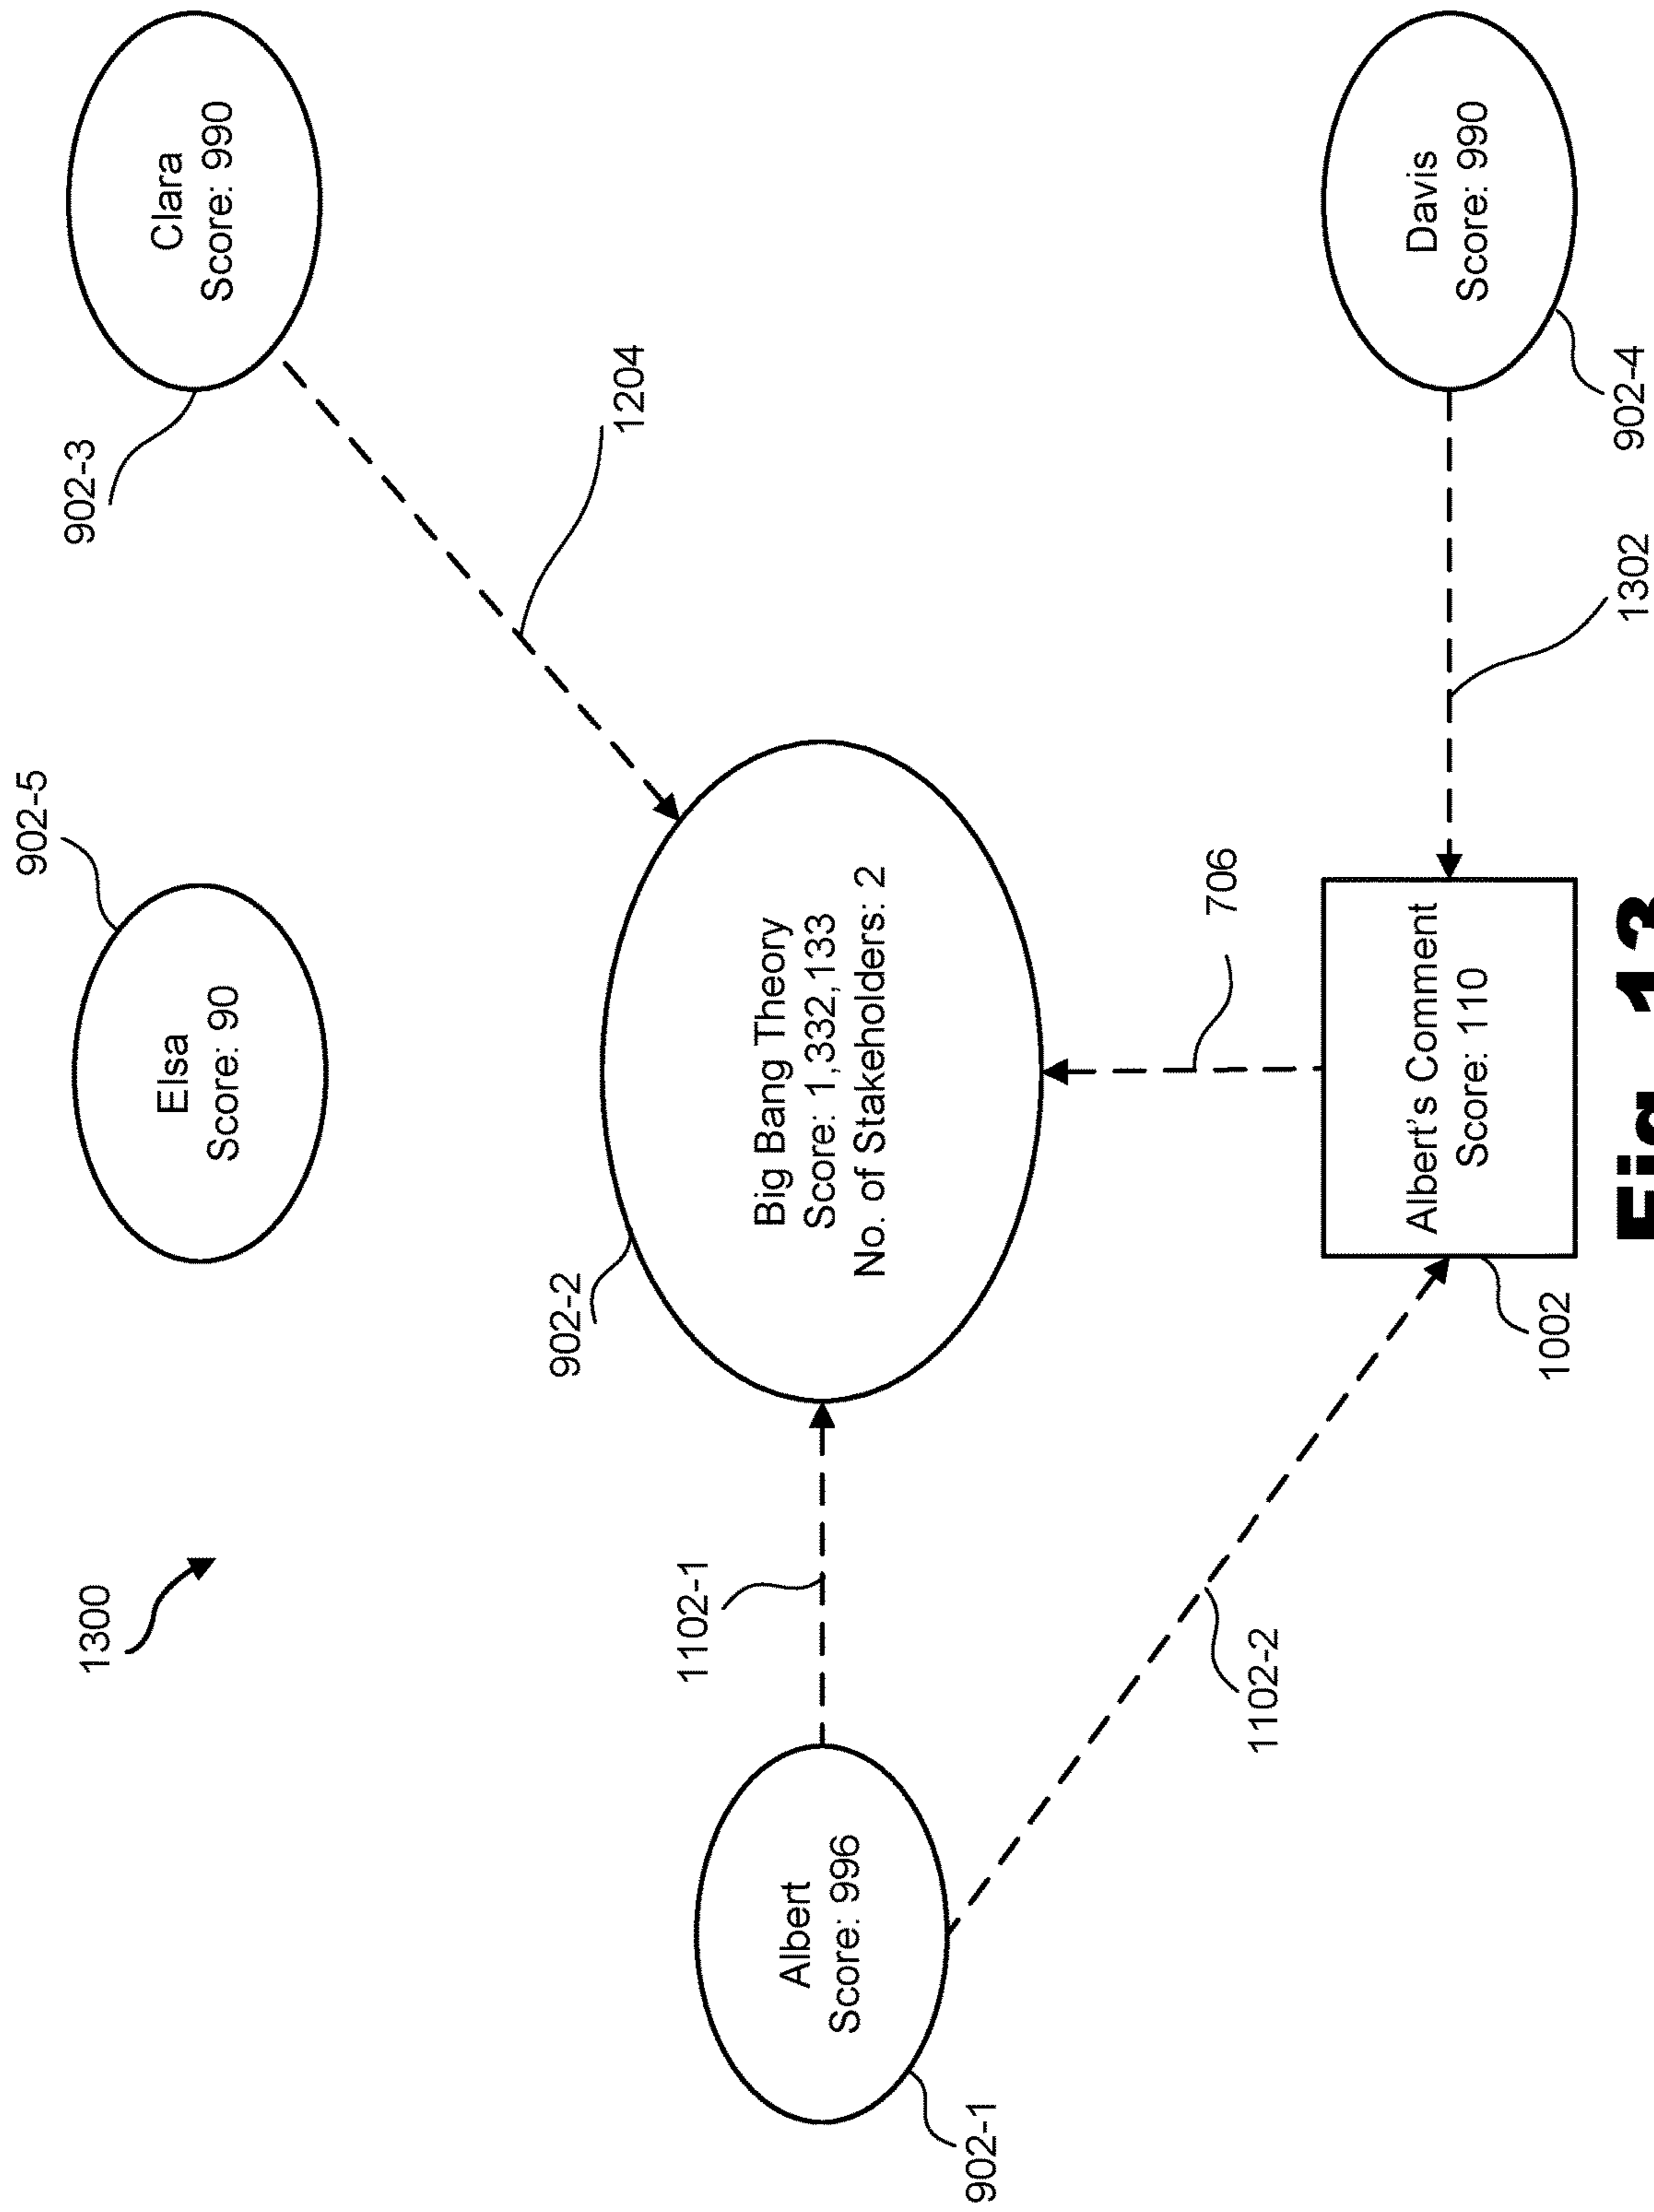 1300
902-5
Elsa
Score: 90
902-3
Clara
Score: 990
902-2
Big Bang Theory
Score: 1,332,133
No. of Stakeholders: 2
1204
1102-1
Albert
Score: 996
902-1
1102-2
706
Albert's Comment
Score: 110
1002
1302
Davis
Score: 990
902-4
Fig. 13